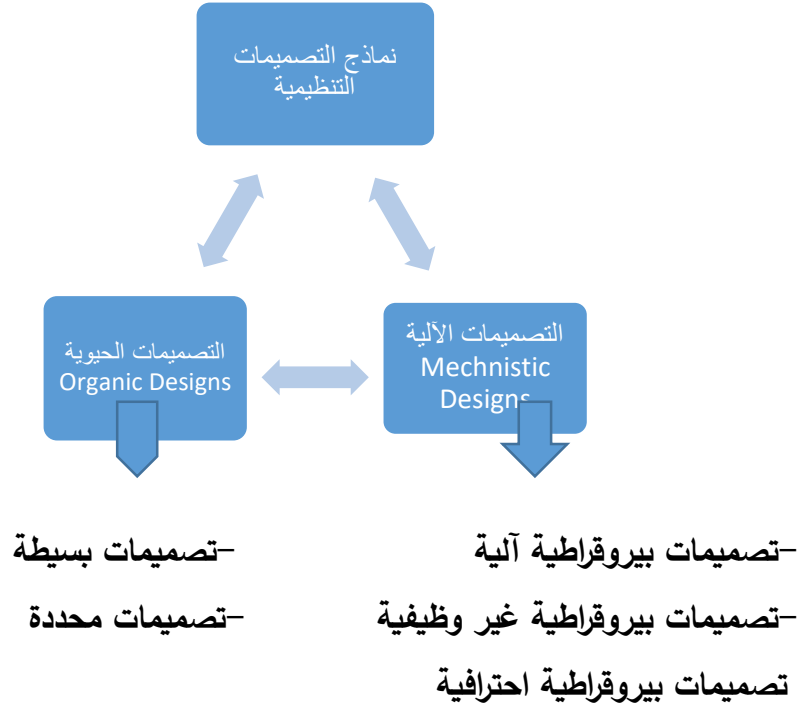 نماذج التصميمات
التنظيمية
التصميمات الآلية
Mechnistic
Designs
التصميمات الحيوية
Organic Designs
-تصميمات بيروقراطية آلية
-تصميمات بيروقراطية غير وظيفية
تصميمات بيروقراطية احترافية
-تصميمات بسيطة
-تصميمات محددة